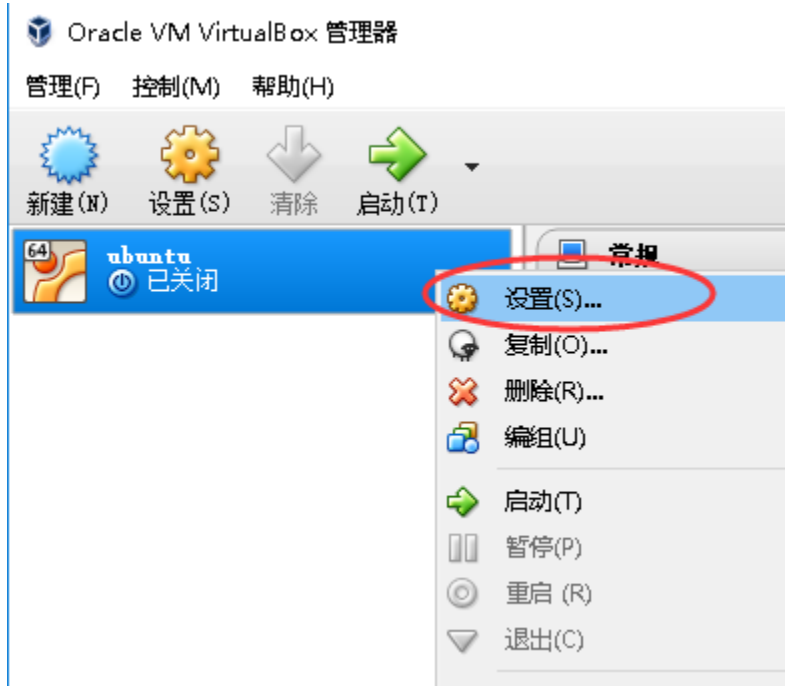 Oracle VM VirtualBox 管理器
管理(F) 控制(M) 帮助(H)
新建(N) 设置(S) 清除 启动(T)
64
ubuntu
已关闭
常规
设置(S)...
复制(O)...
删除(R)...
编组(U)
启动(T)
暂停(P)
重启 (R)
退出(C)